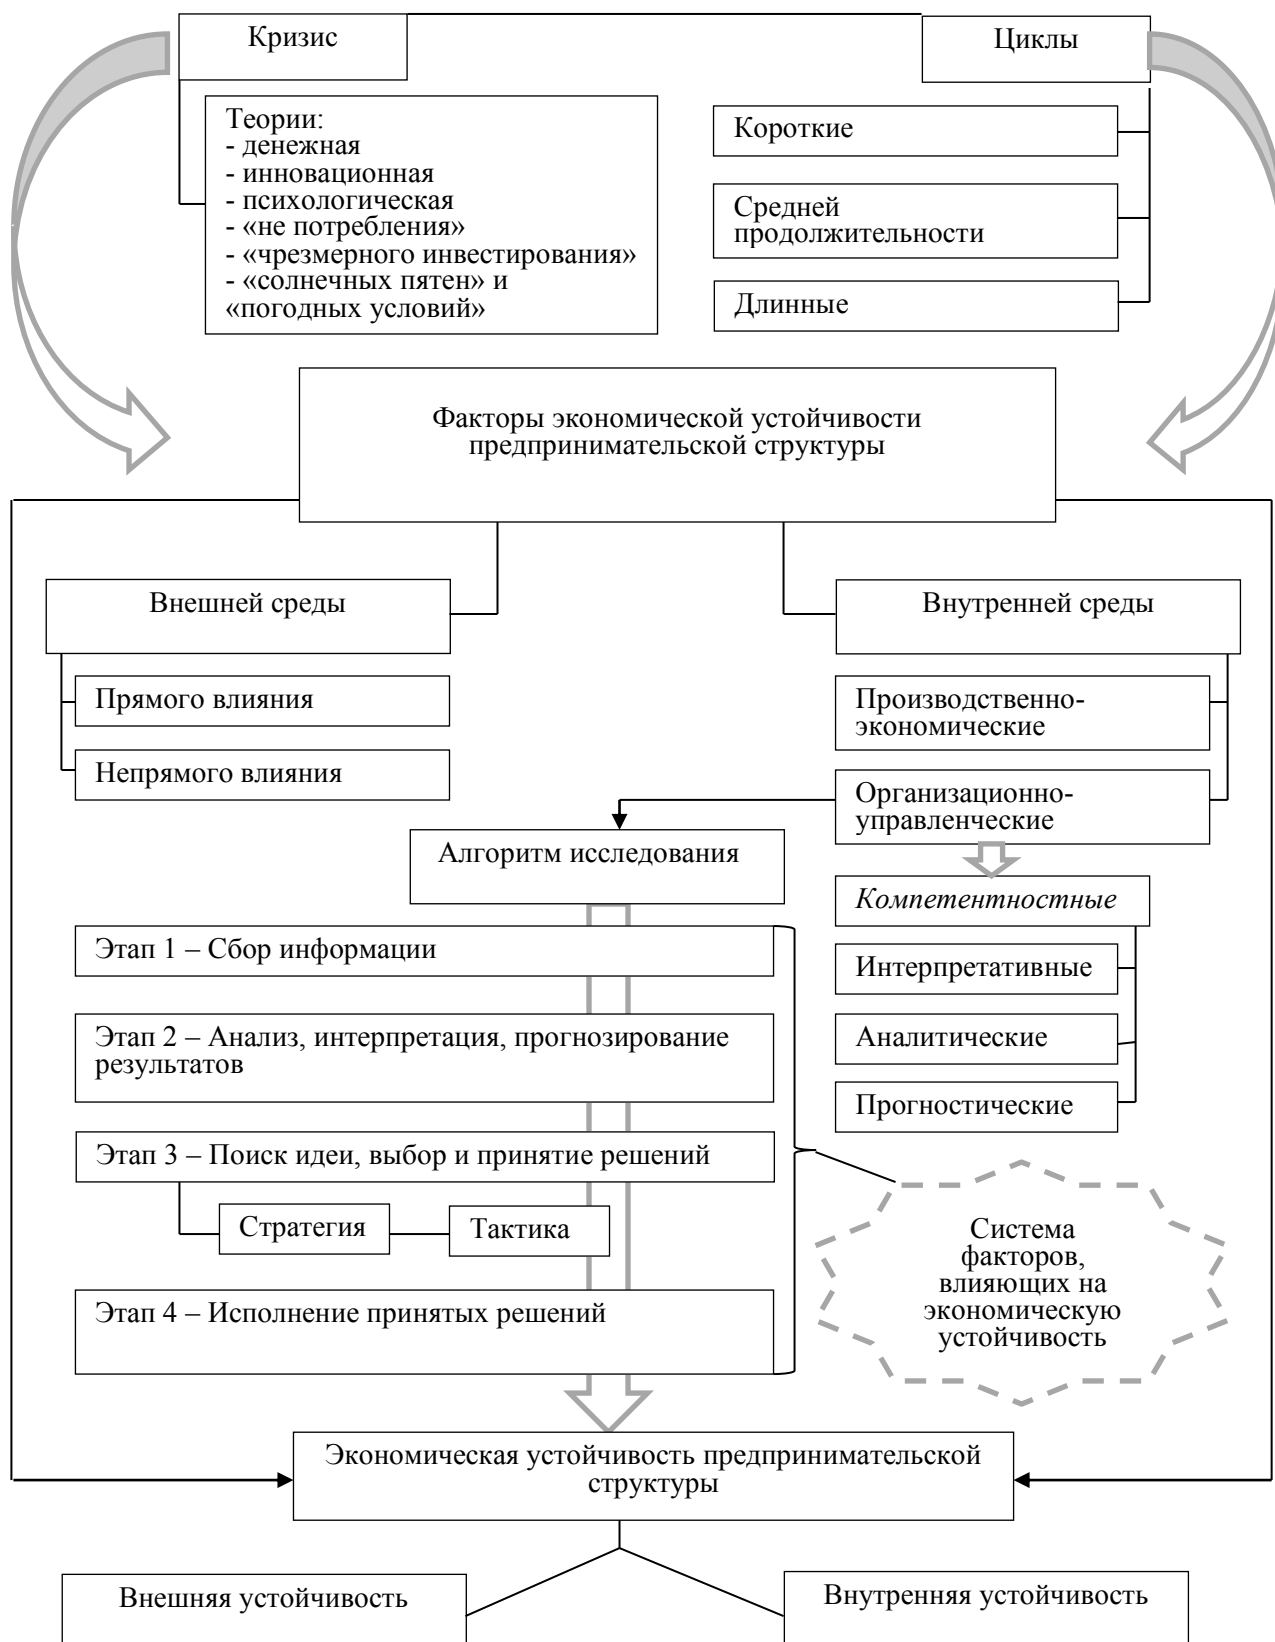 Кризис
Циклы
Теории:
- денежная
- инновационная
- психологическая
- «не потребления»
- «чрезмерного инвестирования»
- «солнечных пятен» и
«погодных условий»
Короткие
Средней
продолжительности
Длинные
Факторы экономической устойчивости
предпринимательской структуры
Внешней среды
Внутренней среды
Прямого влияния
Непрямого влияния
Производственно-
экономические
Организационно-
управленческие
Алгоритм исследования
Компетентностные
Интерпретативные
Аналитические
Прогностические
Этап 1 – Сбор информации
Этап 2 – Анализ, интерпретация, прогнозирование
результатов
Этап 3 – Поиск идеи, выбор и принятие решений
Стратегия
Тактика
Этап 4 – Исполнение принятых решений
Система
факторов,
влияющих на
экономическую
устойчивость
Экономическая устойчивость предпринимательской
структуры
Внешняя устойчивость
Внутренняя устойчивость